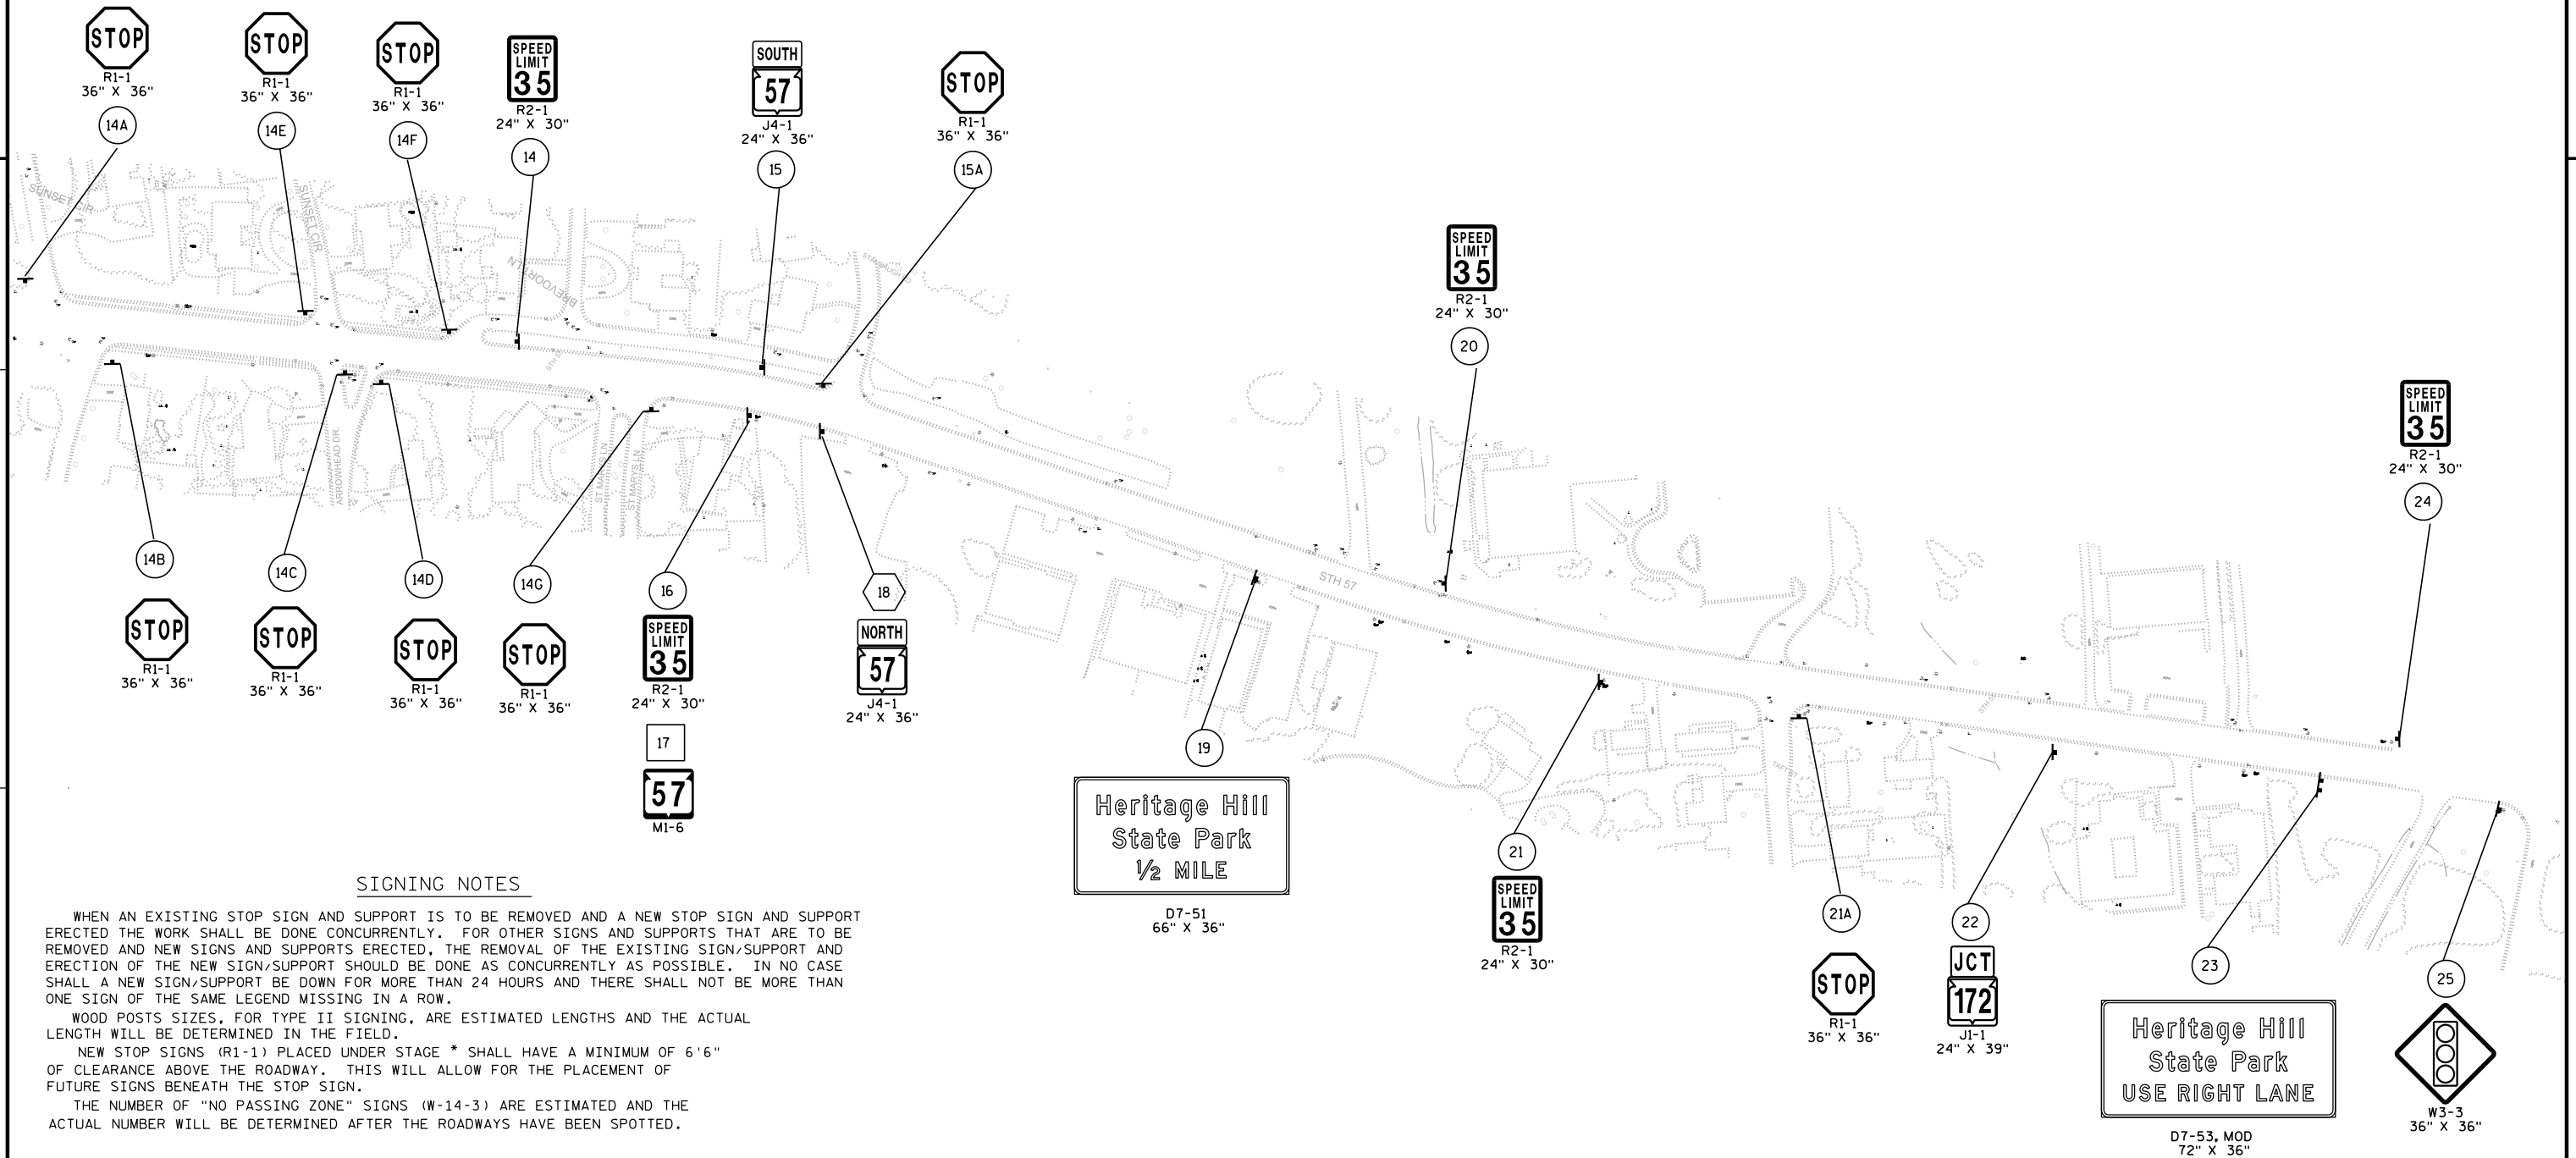 STOP
R1-1
36" X 36"
14A
STOP
R1-1
36" X 36"
14E
STOP
R1-1
36" X 36"
14F
SPEED
LIMIT
35
R2-1
24" X 30"
14
SOUTH
57
J4-1
24" X 36"
15
STOP
R1-1
36" X 36"
15A
SPEED
LIMIT
35
R2-1
24" X 30"
20
SPEED
LIMIT
35
R2-1
24" X 30"
24
SUNSET CIR
SUNSET CIR
BREVOORT LN
ARROWHEAD DR.
ST MARYS LN
ST MARYS LN
STH 57
14B
STOP
R1-1
36" X 36"
14C
STOP
R1-1
36" X 36"
14D
STOP
R1-1
36" X 36"
14G
STOP
R1-1
36" X 36"
16
SPEED
LIMIT
35
R2-1
24" X 30"
17
57
M1-6
18
NORTH
57
J4-1
24" X 36"
19
Heritage Hill
State Park
1/2 MILE
D7-51
66" X 36"
21
SPEED
LIMIT
35
R2-1
24" X 30"
21A
STOP
R1-1
36" X 36"
22
JCT
172
J1-1
24" X 39"
23
Heritage Hill
State Park
USE RIGHT LANE
D7-53, MOD
72" X 36"
25
W3-3
36" X 36"
SIGNING NOTES
WHEN AN EXISTING STOP SIGN AND SUPPORT IS TO BE REMOVED AND A NEW STOP SIGN AND SUPPORT
ERECTED THE WORK SHALL BE DONE CONCURRENTLY. FOR OTHER SIGNS AND SUPPORTS THAT ARE TO BE
REMOVED AND NEW SIGNS AND SUPPORTS ERECTED, THE REMOVAL OF THE EXISTING SIGN/SUPPORT AND
ERECTION OF THE NEW SIGN/SUPPORT SHOULD BE DONE AS CONCURRENTLY AS POSSIBLE. IN NO CASE
SHALL A NEW SIGN/SUPPORT BE DOWN FOR MORE THAN 24 HOURS AND THERE SHALL NOT BE MORE THAN
ONE SIGN OF THE SAME LEGEND MISSING IN A ROW.
WOOD POSTS SIZES, FOR TYPE II SIGNING, ARE ESTIMATED LENGTHS AND THE ACTUAL
LENGTH WILL BE DETERMINED IN THE FIELD.
NEW STOP SIGNS (R1-1) PLACED UNDER STAGE * SHALL HAVE A MINIMUM OF 6'6"
OF CLEARANCE ABOVE THE ROADWAY. THIS WILL ALLOW FOR THE PLACEMENT OF
FUTURE SIGNS BENEATH THE STOP SIGN.
THE NUMBER OF "NO PASSING ZONE" SIGNS (W-14-3) ARE ESTIMATED AND THE
ACTUAL NUMBER WILL BE DETERMINED AFTER THE ROADWAYS HAVE BEEN SPOTTED.